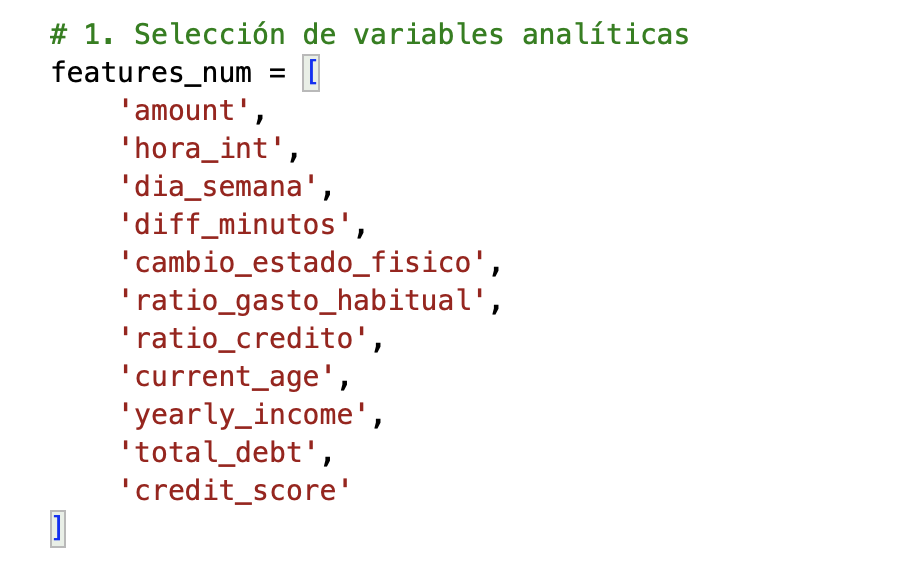 # 1. Selección de variables analíticas
features_num = [
    'amount',
    'hora_int',
    'dia_semana',
    'diff_minutos',
    'cambio_estado_fisico',
    'ratio_gasto_habitual',
    'ratio_credito',
    'current_age',
    'yearly_income',
    'total_debt',
    'credit_score'
]